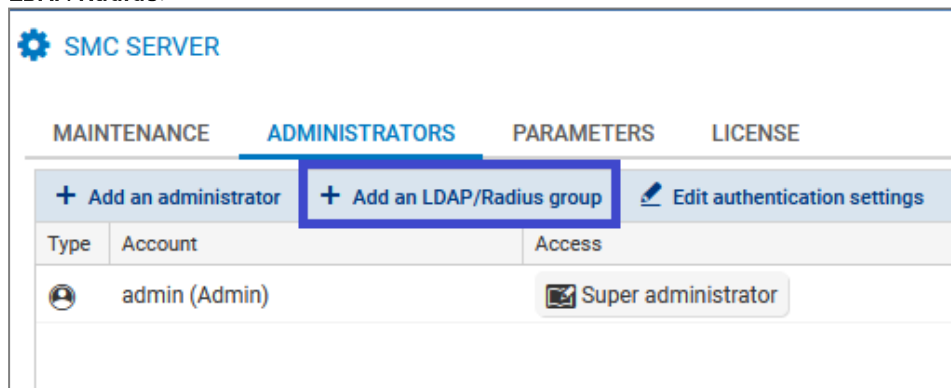 SMC SERVER
MAINTENANCE ADMINISTRATORS PARAMETERS LICENSE
+ Add an administrator + Add an LDAP/Radius group Edit authentication settings
Type Account Access
admin (Admin) Super administrator